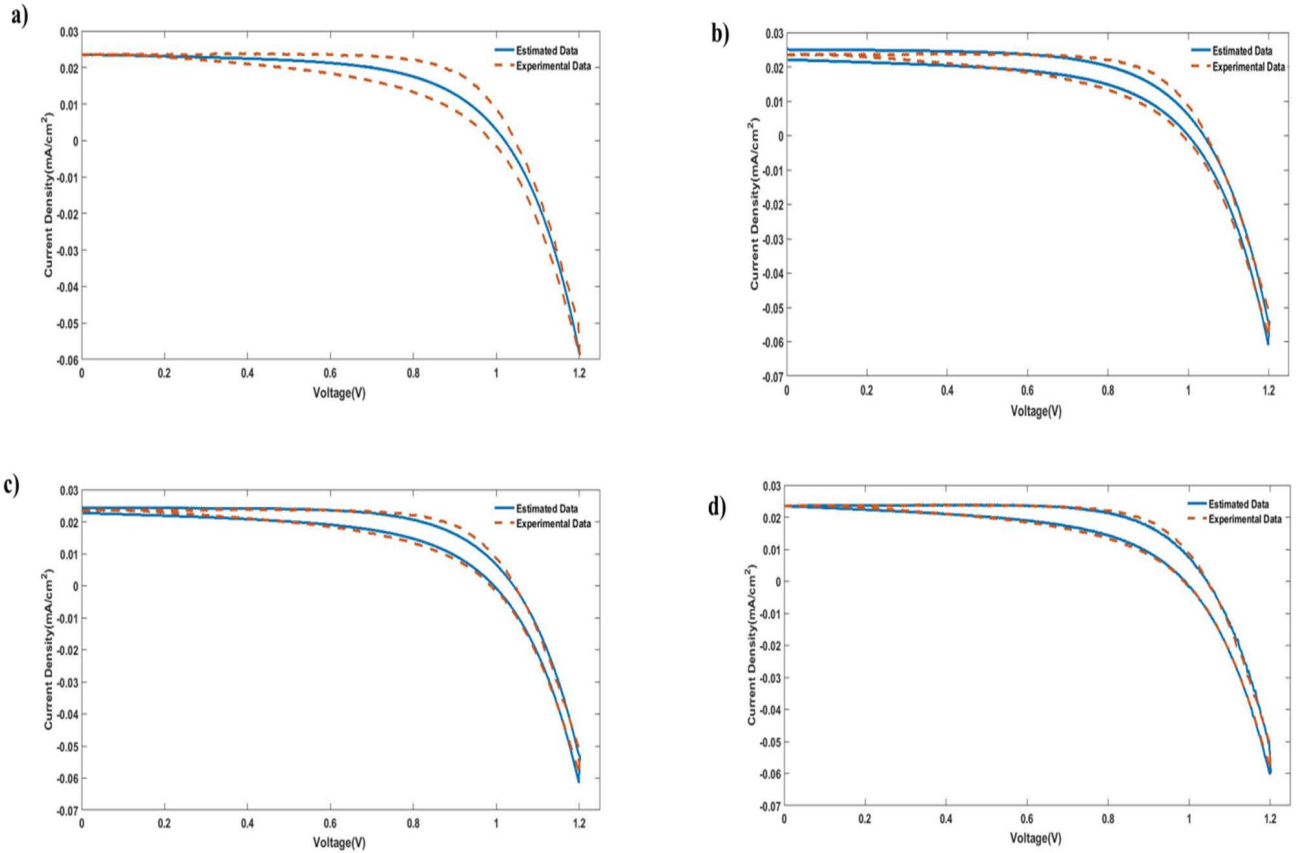 a)
0.03
0.02
0.01
0
-0.01
-0.02
-0.03
-0.04
-0.05
-0.06
Current Density(mA/cm2)
Estimated Data
Experimental Data
0 0.2 0.4 0.6 0.8 1 1.2
Voltage(V)
b)
0.03
0.02
0.01
0
-0.01
-0.02
-0.03
-0.04
-0.05
-0.06
-0.07
Current Density(mA/cm2)
Estimated Data
Experimental Data
0 0.2 0.4 0.6 0.8 1 1.2
Voltage(V)
c)
0.03
0.02
0.01
0
-0.01
-0.02
-0.03
-0.04
-0.05
-0.06
-0.07
Current Density(mA/cm2)
Estimated Data
Experimental Data
0 0.2 0.4 0.6 0.8 1 1.2
Voltage(V)
d)
0.03
0.02
0.01
0
-0.01
-0.02
-0.03
-0.04
-0.05
-0.06
-0.07
Current Density(mA/cm2)
Estimated Data
Experimental Data
0 0.2 0.4 0.6 0.8 1 1.2
Voltage(V)